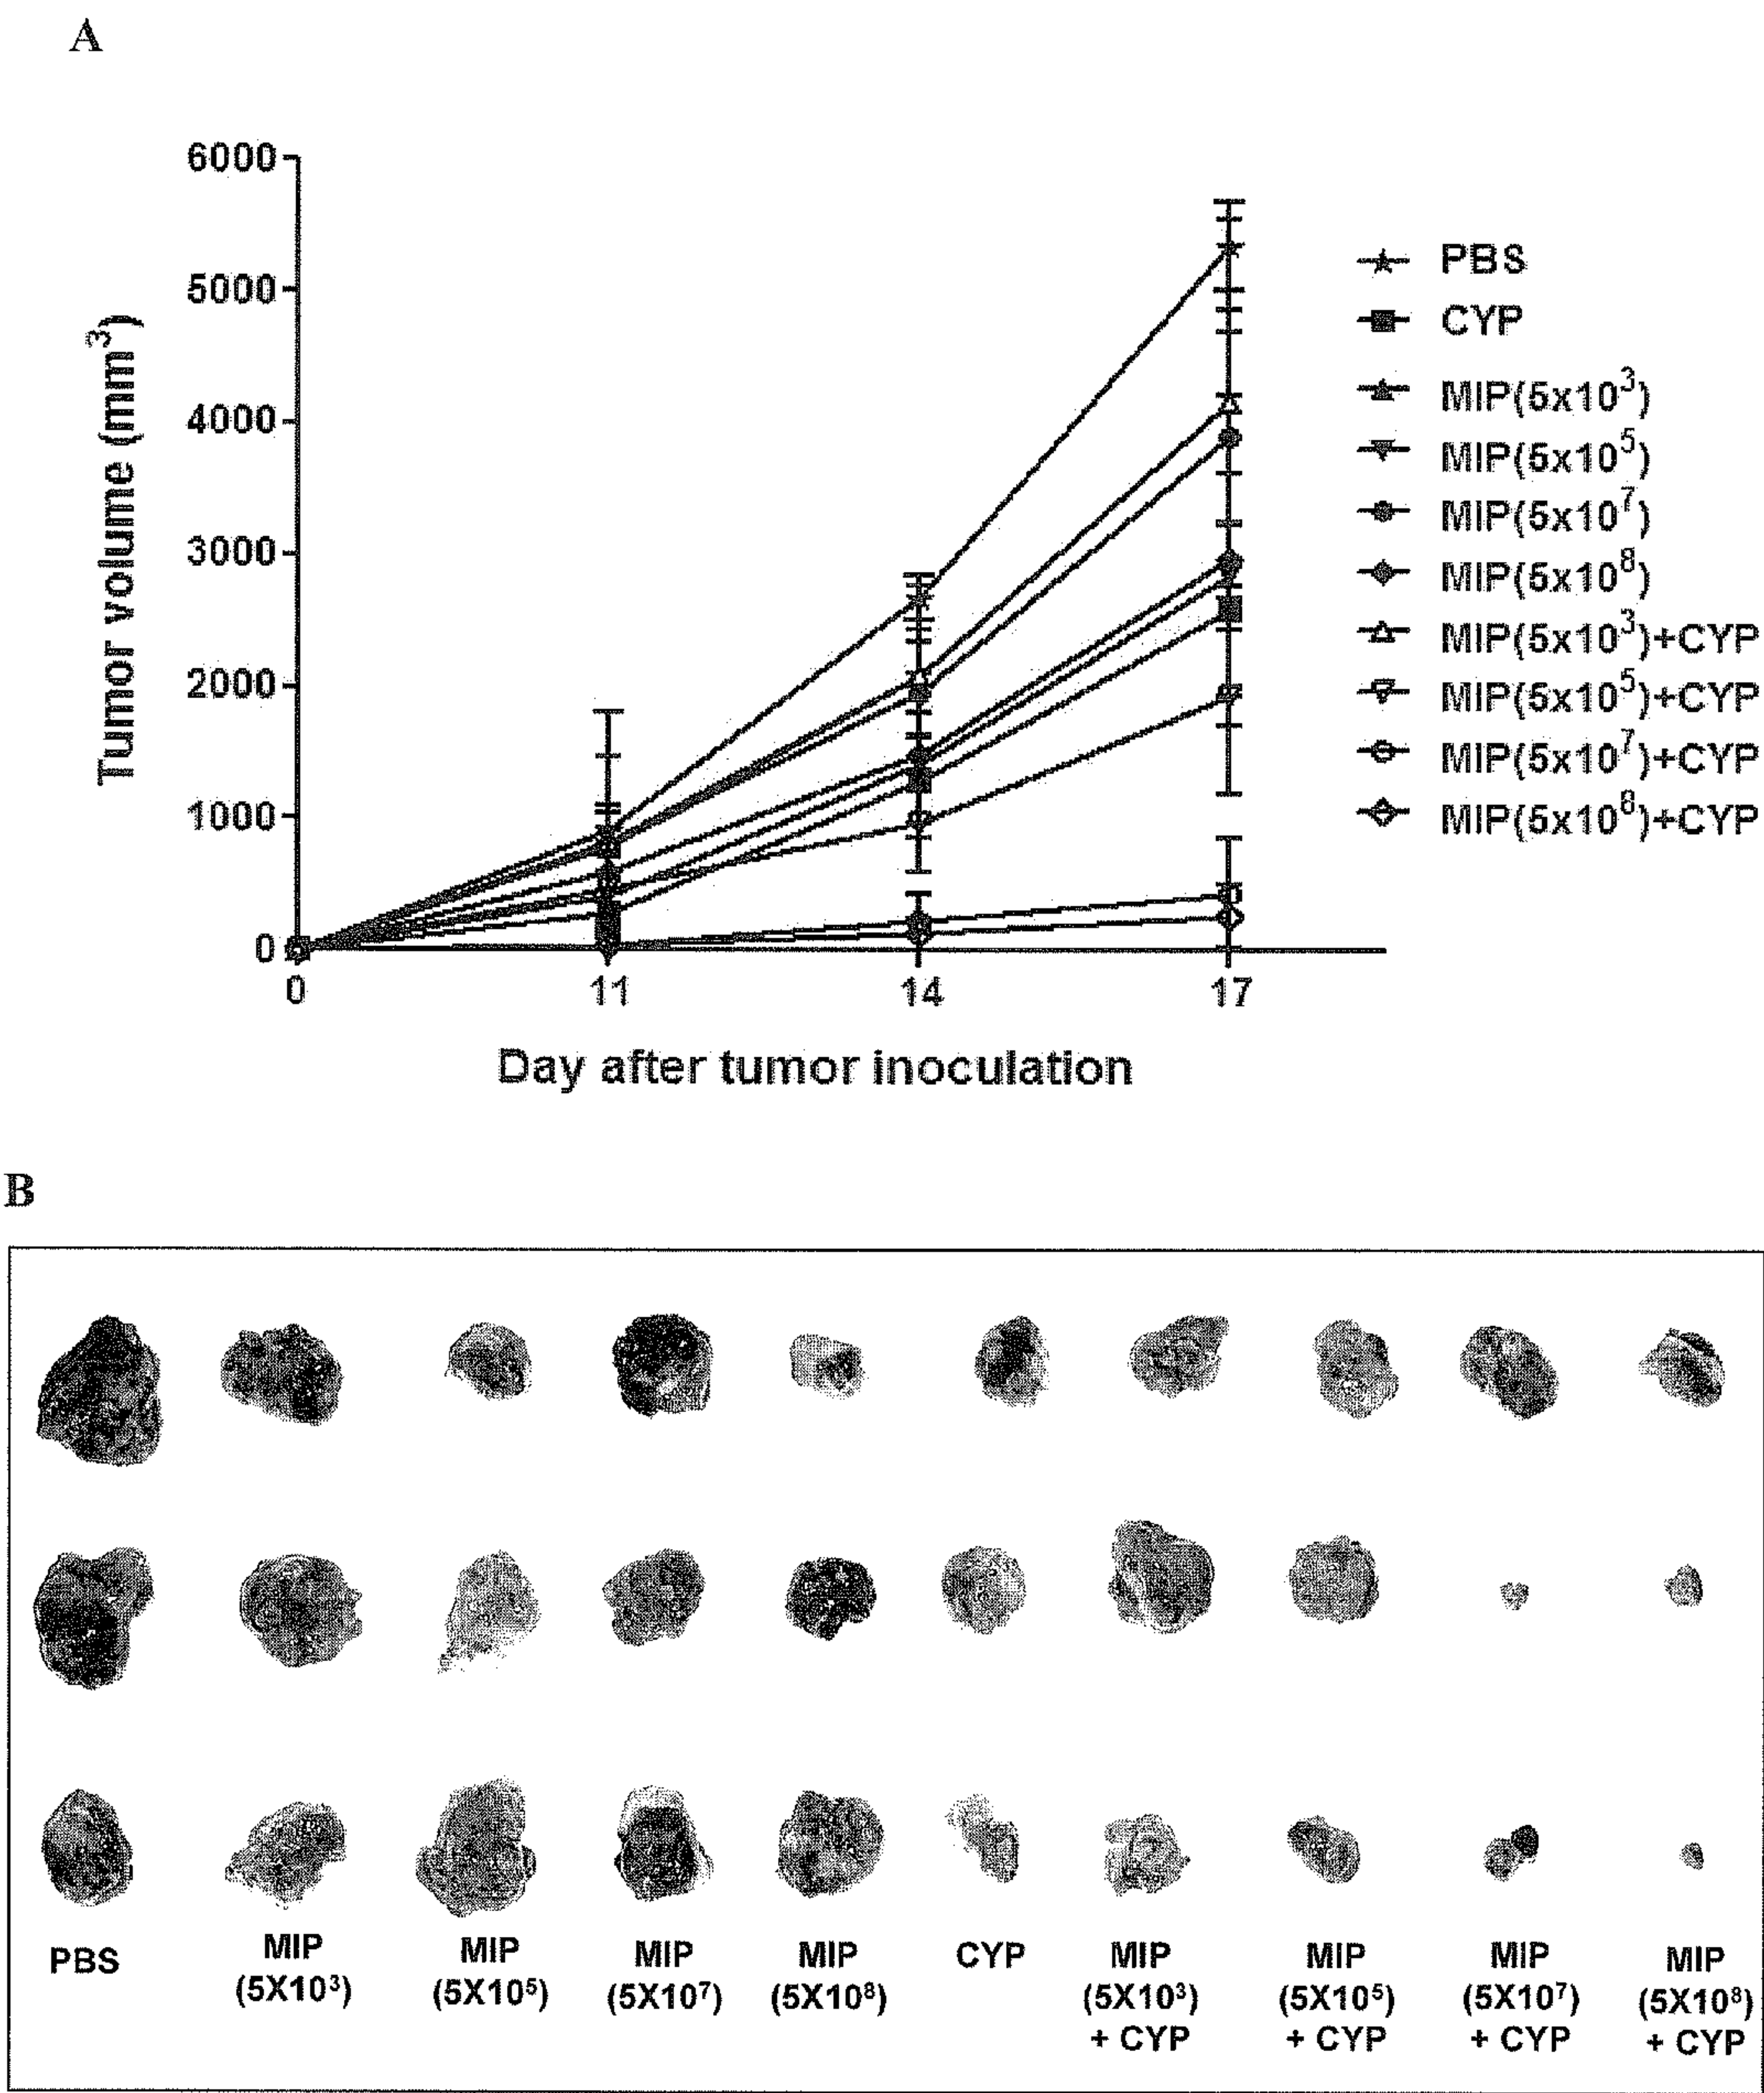 A
6000
5000
4000
3000
2000
1000
0
Tumor volume (mm³)
0 11 14 17
Day after tumor inoculation
PBS
CYP
MIP(5x10³)
MIP(5x10⁵)
MIP(5x10⁷)
MIP(5x10⁸)
MIP(5x10³)+CYP
MIP(5x10⁵)+CYP
MIP(5x10⁷)+CYP
MIP(5x10⁸)+CYP
B
PBS
MIP
(5X10³)
MIP
(5X10⁵)
MIP
(5X10⁷)
MIP
(5X10⁸)
CYP
MIP
(5X10³)
+ CYP
MIP
(5X10⁵)
+ CYP
MIP
(5X10⁷)
+ CYP
MIP
(5X10⁸)
+ CYP